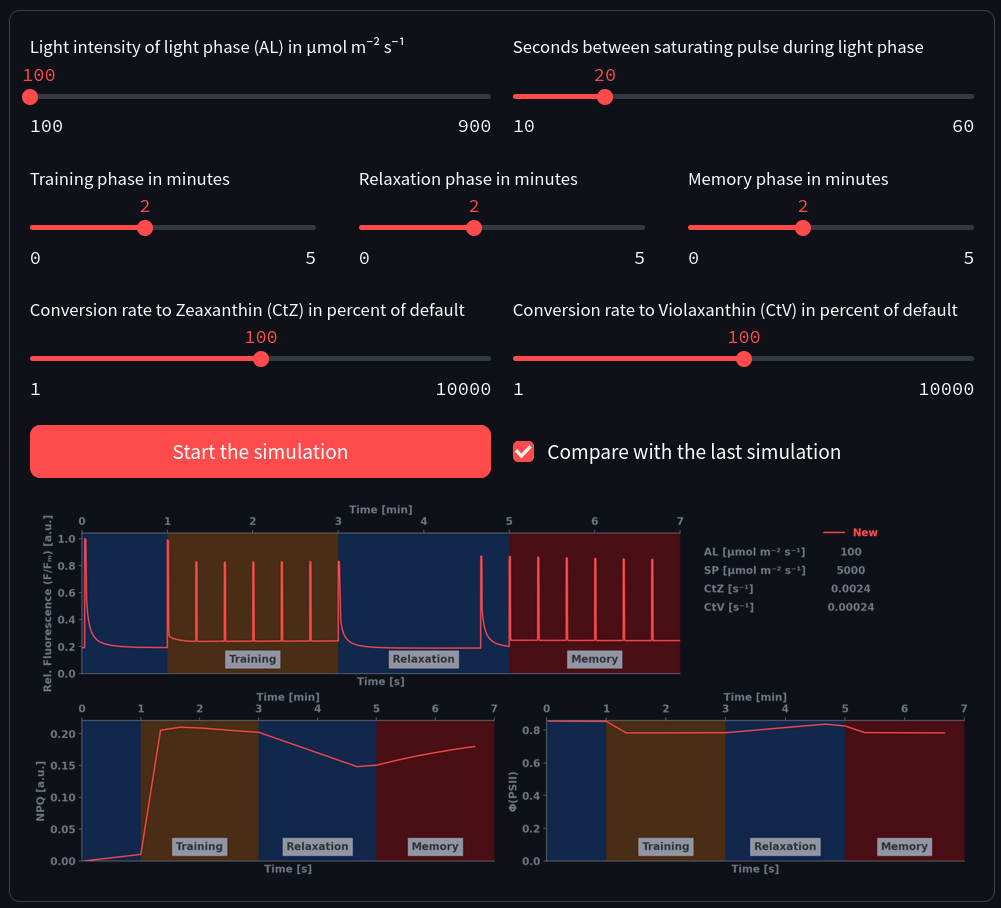 Light intensity of light phase (AL) in μmol m⁻² s⁻¹ Seconds between saturating pulse during light phase
100 20
100 900 10 60
Training phase in minutes Relaxation phase in minutes Memory phase in minutes
2 2 2
0 5 0 5 0 5
Conversion rate to Zeaxanthin (CtZ) in percent of default Conversion rate to Violaxanthin (CtV) in percent of default
100 100
1 10000 1 10000
Start the simulation Compare with the last simulation
Time [min]
0 1 2 3 4 5 6 7
Rel. Fluorescence (F/Fₘ) [a.u.]
1.0
0.8
0.6
0.4
0.2
0.0
Training Relaxation Memory
Time [s]
New
AL [μmol m⁻² s⁻¹] 100
SP [μmol m⁻² s⁻¹] 5000
CtZ [s⁻¹] 0.0024
CtV [s⁻¹] 0.00024
Time [min]
0 1 2 3 4 5 6 7
NPQ [a.u.]
0.20
0.15
0.10
0.05
0.00
Training Relaxation Memory
Time [s]
Time [min]
0 1 2 3 4 5 6 7
Φ(PSII)
0.8
0.6
0.4
0.2
0.0
Training Relaxation Memory
Time [s]